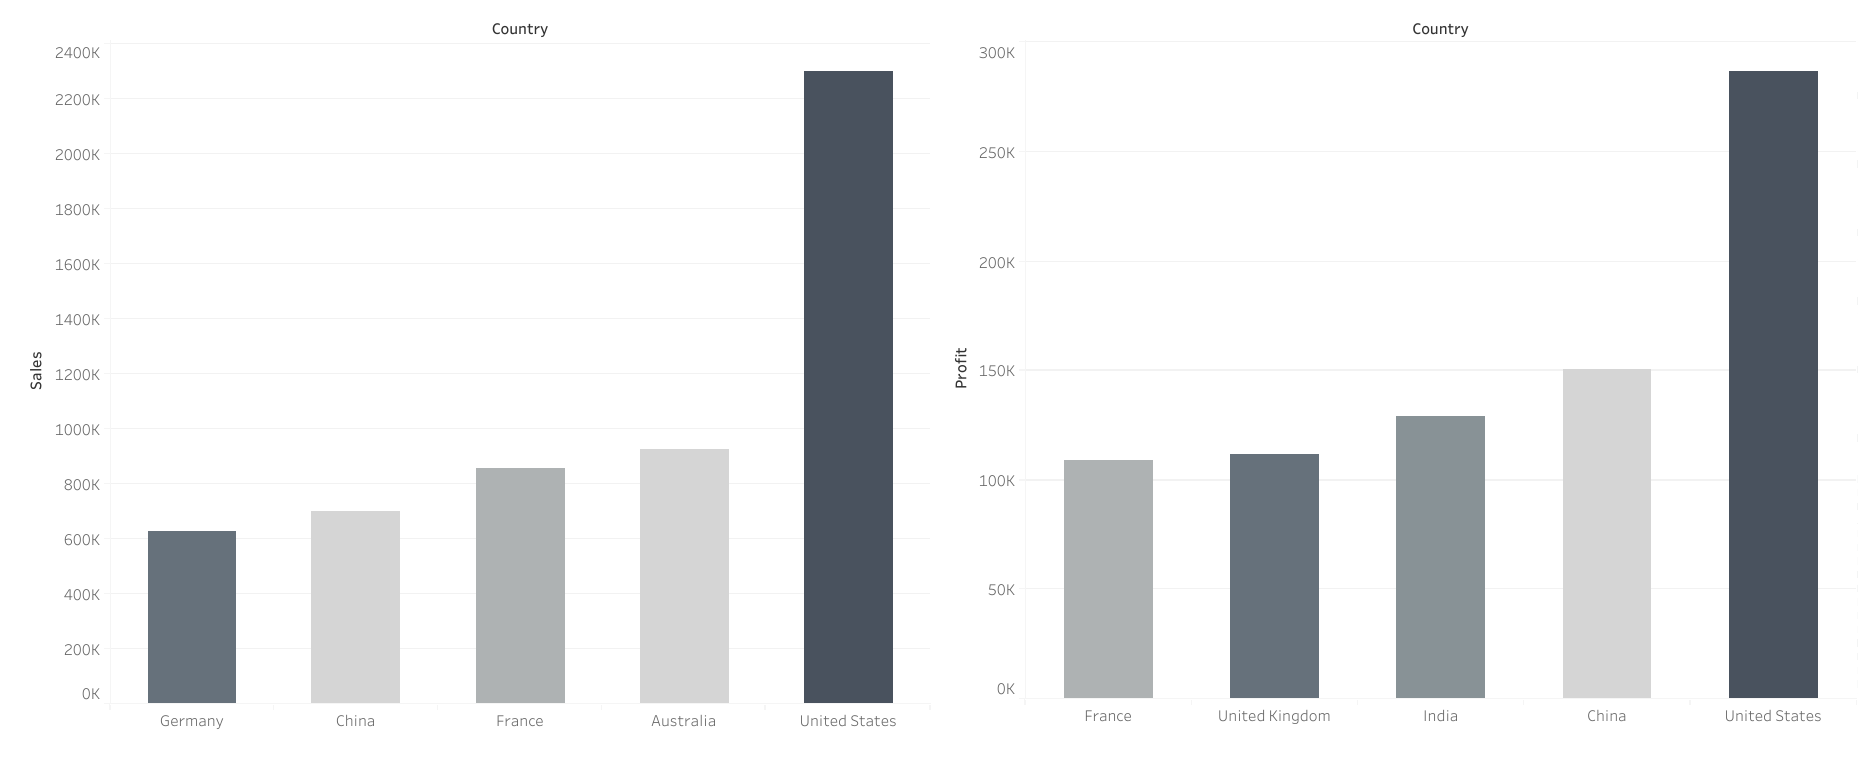 Country
2400K
2200K
2000K
1800K
1600K
1400K
1200K
1000K
800K
600K
400K
200K
0K
Sales
Germany China France Australia United States
Country
300K
250K
200K
150K
100K
50K
0K
Profit
France United Kingdom India China United States